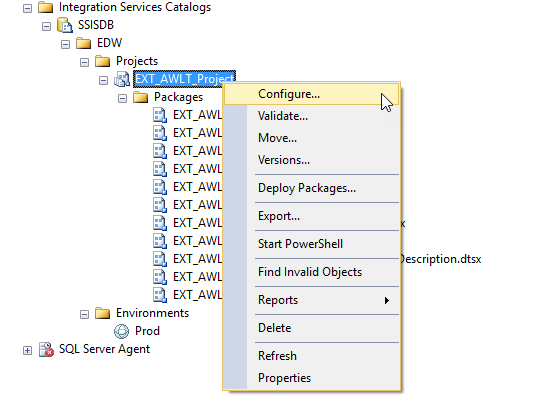 Integration Services Catalogs
SSISDB
EDW
Projects
EXT_AWLT_Project
Configure...
Packages
Validate...
EXT_AWL
Move...
EXT_AWL
Versions...
EXT_AWL
EXT_AWL
Deploy Packages...
EXT_AWL
Export...
EXT_AWL
x
EXT_AWL
Start PowerShell
EXT_AWL
Find Invalid Objects
Description.dtsx
EXT_AWL
Reports
EXT_AWL
Environments
Delete
Prod
SQL Server Agent
Refresh
Properties